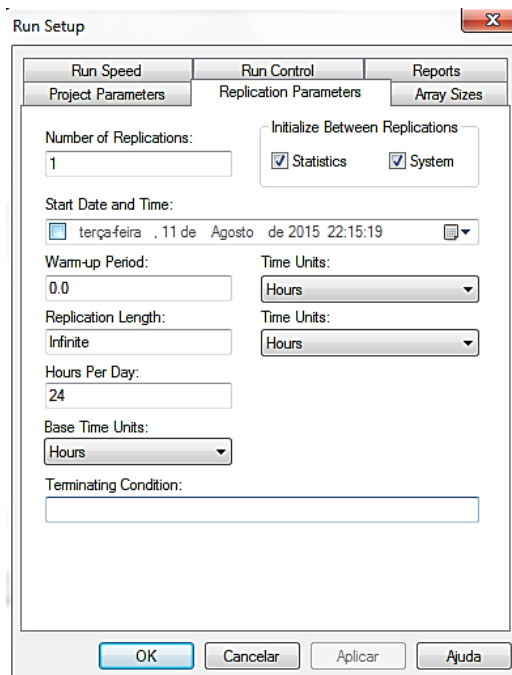 Run Setup
Run Speed Run Control Reports
Project Parameters Replication Parameters Array Sizes
Number of Replications:
1
Initialize Between Replications
Statistics System
Start Date and Time:
terça-feira , 11 de Agosto de 2015 22:15:19
Warm-up Period: Time Units:
0.0 Hours
Replication Length: Time Units:
Infinite Hours
Hours Per Day:
24
Base Time Units:
Hours
Terminating Condition:
OK Cancelar Aplicar Ajuda